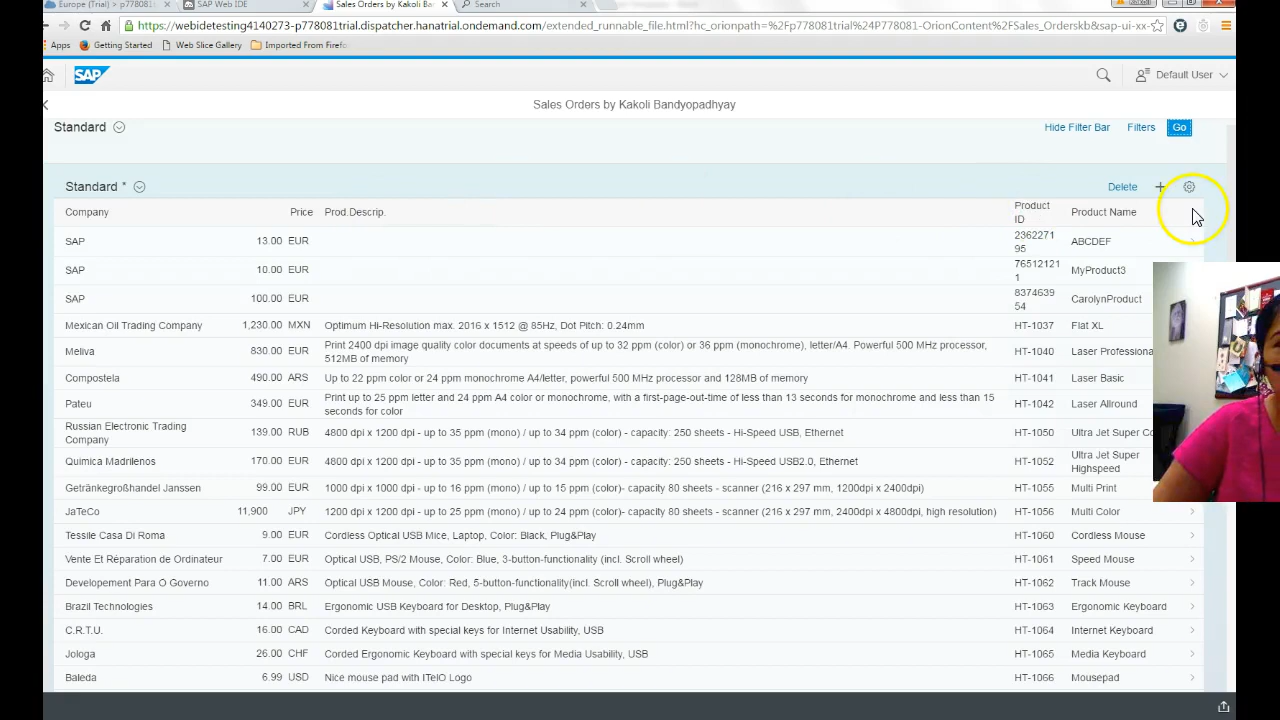 Europe (Trial) > p77808
SAP Web IDE
Sales Orders by Kakoli Ba
Search
https://webidetesting4140273-p778081trial.dispatcher.hanatrial.ondemand.com/extended_runnable_file.html?hc_orionpath=%2Fp778081trial%24P778081-OrionContent%2FSales_Orderskb&sap-ui-xx-
Apps Getting Started Web Slice Gallery Imported From Firefo
SAP Default User
Sales Orders by Kakoli Bandyopadhyay
Standard Hide Filter Bar Filters Go
Standard * Delete +
Company Price Prod.Descrip. Product ID Product Name
SAP 13.00 EUR 236227195 ABCDEF
SAP 10.00 EUR 765121211 MyProduct3
SAP 100.00 EUR 837463954 CarolynProduct
Mexican Oil Trading Company 1,230.00 MXN Optimum Hi-Resolution max. 2016 x 1512 @ 85Hz, Dot Pitch: 0.24mm HT-1037 Flat XL
Meliva 830.00 EUR Print 2400 dpi image quality color documents at speeds of up to 32 ppm (color) or 36 ppm (monochrome), letter/A4. Powerful 500 MHz processor, 512MB of memory HT-1040 Laser Professiona
Compostela 490.00 ARS Up to 22 ppm color or 24 ppm monochrome A4/letter, powerful 500 MHz processor and 128MB of memory HT-1041 Laser Basic
Pateu 349.00 EUR Print up to 25 ppm letter and 24 ppm A4 color or monochrome, with a first-page-out-time of less than 13 seconds for monochrome and less than 15 seconds for color HT-1042 Laser Allround
Russian Electronic Trading Company 139.00 RUB 4800 dpi x 1200 dpi - up to 35 ppm (mono) / up to 34 ppm (color) - capacity: 250 sheets - Hi-Speed USB, Ethernet HT-1050 Ultra Jet Super Co
Quimica Madrilenos 170.00 EUR 4800 dpi x 1200 dpi - up to 35 ppm (mono) / up to 34 ppm (color) - capacity: 250 sheets - Hi-Speed USB2.0, Ethernet HT-1052 Ultra Jet Super Highspeed
Getränkegroßhandel Janssen 99.00 EUR 1000 dpi x 1000 dpi - up to 16 ppm (mono) / up to 15 ppm (color)- capacity 80 sheets - scanner (216 x 297 mm, 1200dpi x 2400dpi) HT-1055 Multi Print
JaTeCo 11,900 JPY 1200 dpi x 1200 dpi - up to 25 ppm (mono) / up to 24 ppm (color) - capacity 80 sheets - scanner (216 x 297 mm, 2400dpi x 4800dpi, high resolution) HT-1056 Multi Color
Tessile Casa Di Roma 9.00 EUR Cordless Optical USB Mice, Laptop, Color: Black, Plug&Play HT-1060 Cordless Mouse
Vente Et Réparation de Ordinateur 7.00 EUR Optical USB, PS/2 Mouse, Color: Blue, 3-button-functionality (incl. Scroll wheel) HT-1061 Speed Mouse
Developement Para O Governo 11.00 ARS Optical USB Mouse, Color: Red, 5-button-functionality(incl. Scroll wheel), Plug&Play HT-1062 Track Mouse
Brazil Technologies 14.00 BRL Ergonomic USB Keyboard for Desktop, Plug&Play HT-1063 Ergonomic Keyboard
C.R.T.U. 16.00 CAD Corded Keyboard with special keys for Internet Usability, USB HT-1064 Internet Keyboard
Jologa 26.00 CHF Corded Ergonomic Keyboard with special keys for Media Usability, USB HT-1065 Media Keyboard
Baleda 6.99 USD Nice mouse pad with ITelO Logo HT-1066 Mousepad